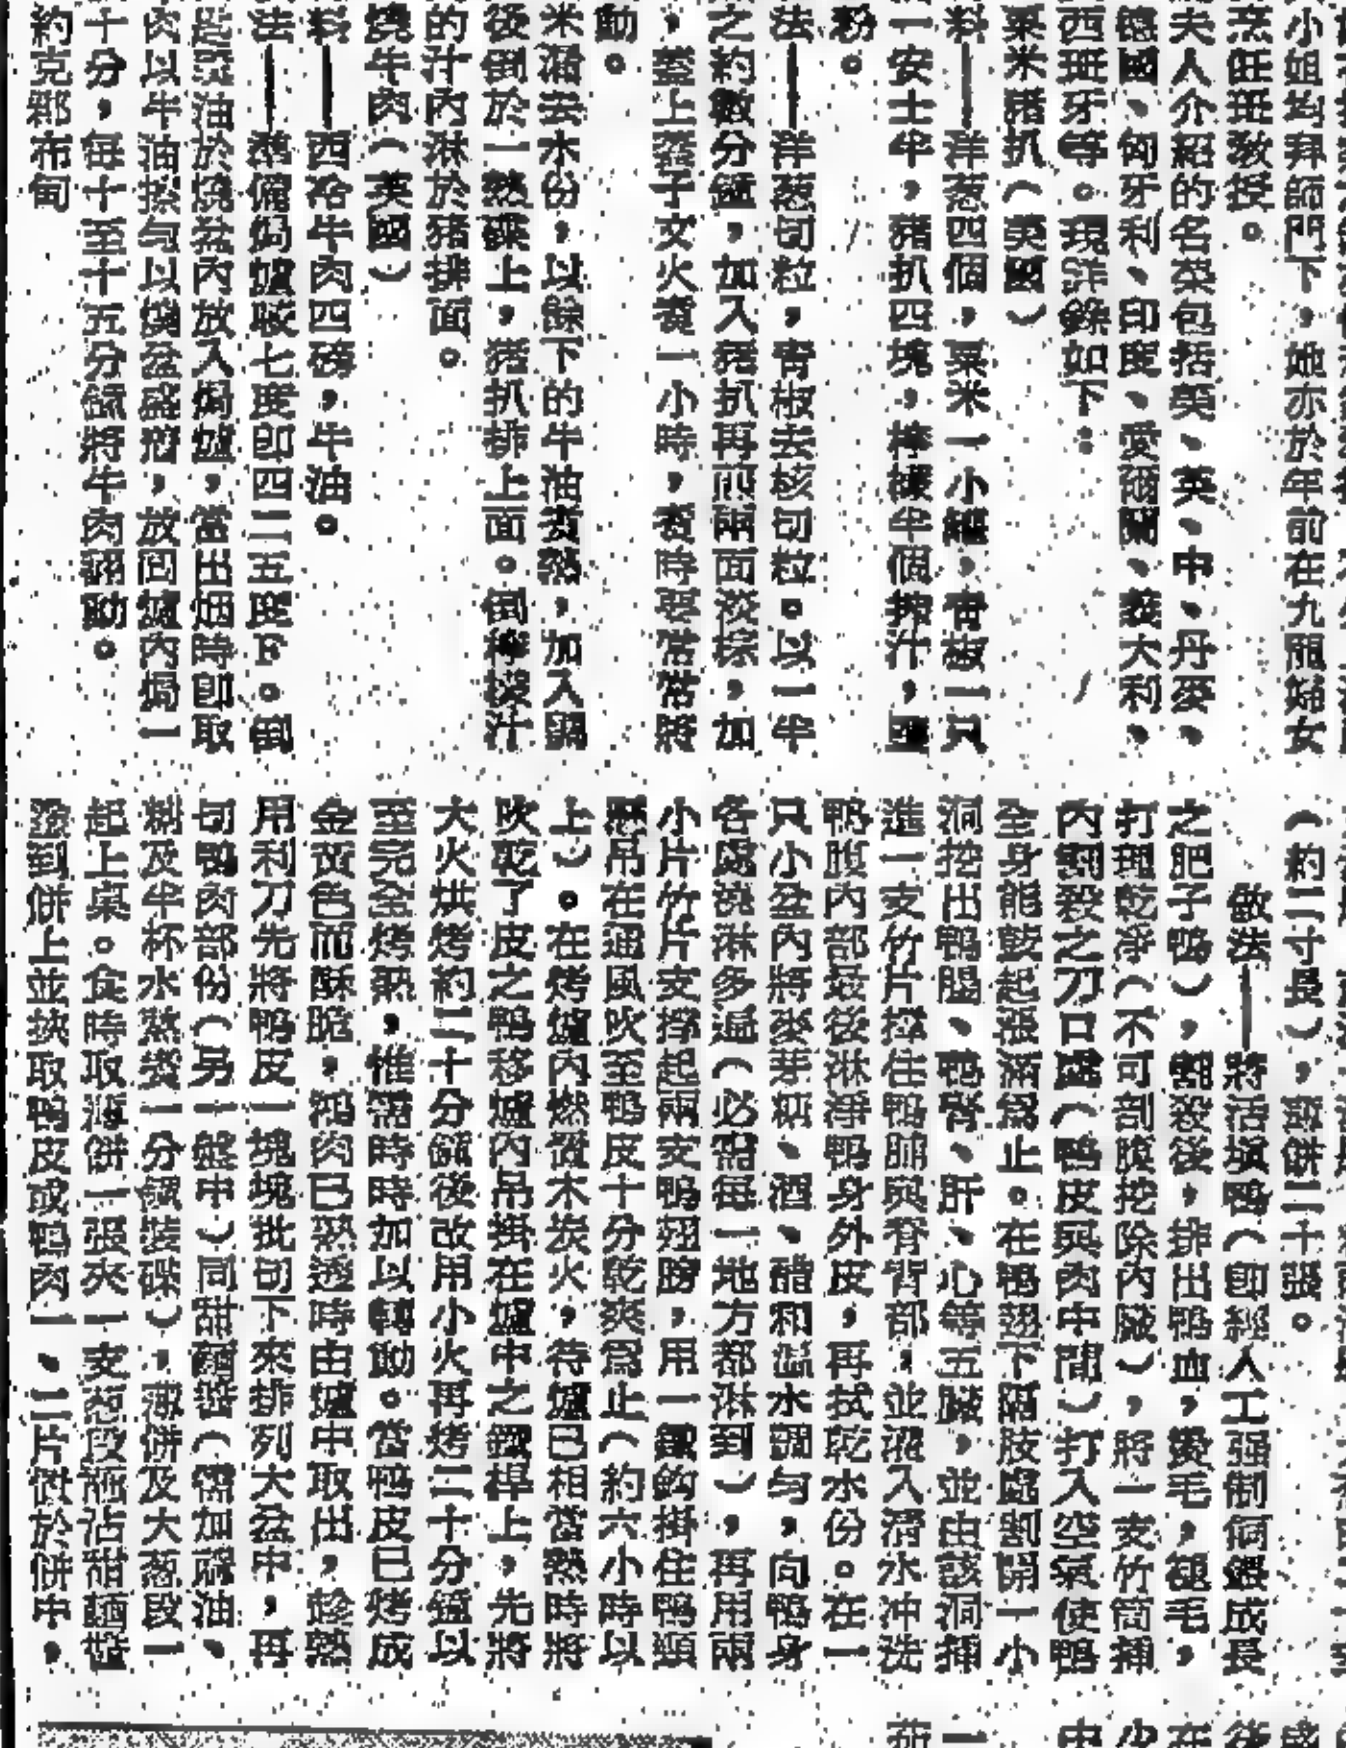 小姐均拜師門下，她亦於年前在九龍婦女
烹飪班教授。
夫人介紹的名菜包括美、英、中、丹麥、
德國、匈牙利、印度、愛爾蘭、義大利、
西班牙等。現詳錄如下：
粟米豬扒（美國）
料——洋葱四個，粟米一小罐，青椒一只
一安士半，豬扒四塊，檸檬半個搾汁，
粉。
法——洋葱切粒，青椒去核切粒。以一半
之約數分鐘，加入猪扒再煎兩面淡棕，加
，蓋上蓋子文火煮一小時，煮時要常常將
動。
米濾去水份，以餘下的牛油煮熱，加入鍋
後倒於一熱碟上，猪扒排上面。倒檸檬汁
的汁內淋於猪排面。
燒牛肉（英國）
料——西冷牛肉四磅，牛油。
法——準備焗爐較七度即四二五度F。倒
油於燒盆內放入焗爐，當出烟時卽取
肉以牛油搽勻以燒盆盛着，放囘爐內焗一
十分，每十至十五分鐘將牛肉翻動。
約克郡布甸
（約二寸長），薄餅二十張。
做法——將活填鴨（卽經人工强制飼餵成長
之肥子鴨），割殺後，排出鴨血，燙毛，褪毛，
打理乾淨（不可剖膛挖除內臟），將一支竹筒插
內割殺之刀口處（鴨皮與肉中間）打入空氣使鴨
全身能鼓起漲滿爲止。在鴨翅下隔肢處割開一小
洞挖出鴨腸、鴨腎、肝、心等五臟，並由該洞插
進一支竹片撑住鴨脯與脊背部，並灌入清水冲洗
鴨腹內部最後淋淨鴨身外皮，再拭乾水份。在一
只小盆內將麥芽糖、酒、醋和溫水調勻，向鴨身
各處澆淋多遍（必需每一地方都淋到），再用兩
小片竹片支撑起兩支鴨翅膀，用一鐵鈎掛住鴨頸
懸吊在通風吹至鴨皮十分乾爽爲止（約六小時以
上）。在烤爐內燃置木炭火，待爐已相當熱時將
吹乾了皮之鴨移爐內吊掛在爐中之鐵桿上，先將
大火烘烤約二十分鐘後改用小火再烤二十分鐘以
至完全烤熟，惟需時時加以轉動。當鴨皮已烤成
金黃色而酥脆，鴨肉已熟透時由爐中取出，趁熱
用利刀先將鴨皮一塊塊批切下來排列大盆中，再
切鴨肉部份（另一盤中）同甜麵醬（需加蔴油、
糖及半杯水蒸煑一分鐘裝碟），薄餅及大葱段一
起上桌。食時取薄餅一張夾一支葱段蘸沾甜麵醬
塗到餅上並挾取鴨皮或鴨肉一、二片放於餅中，